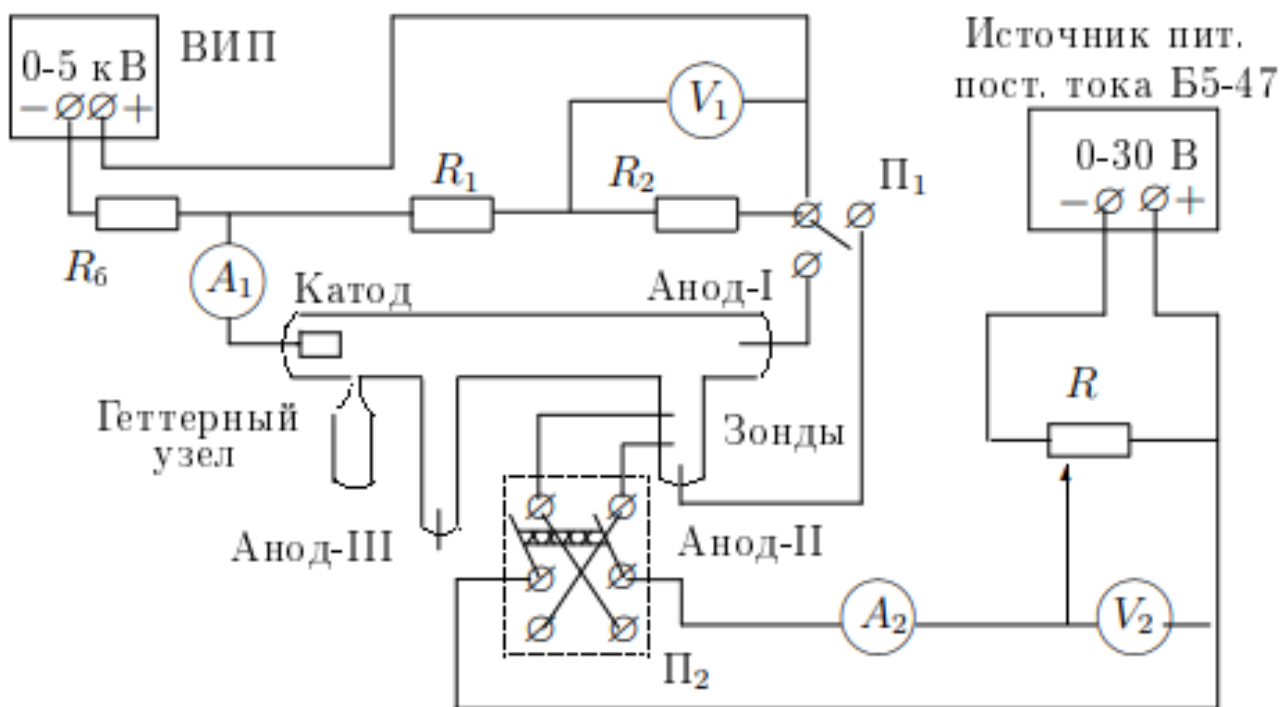 ВИП
0-5 кВ
− +
V₁
Источник пит.
пост. тока Б5-47
0-30 В
− +
R₁
R₂
П₁
R_б
A₁
Катод
Анод-I
R
Геттерный
узел
Зонды
Анод-III
Анод-II
A₂
V₂
П₂